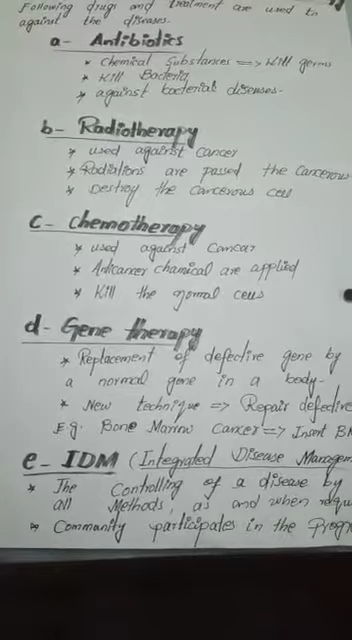 Following drugs and treatment are used to
against the diseases.
a- Antibiotics
* Chemical Substances => Kill germs
* Kill Bacteria
* against bacterial diseases-
b- Radiotherapy
* used against Cancer
* Radiations are passed the Cancerous
* Destroy the Cancerous cell
c- Chemotherapy
* used against Cancar
* Anticancer chemical are applied
* Kill the normal cells
d- Gene therapy
* Replacement of defective gene by
a normal gene in a body-
* New technique => Repair defective
E.g. Bone Marrow Cancer => Insert
e- IDM (Integrated Disease Managem
* The Controlling of a disease by
all Methods, as and when requ
* Community participates in the Progr